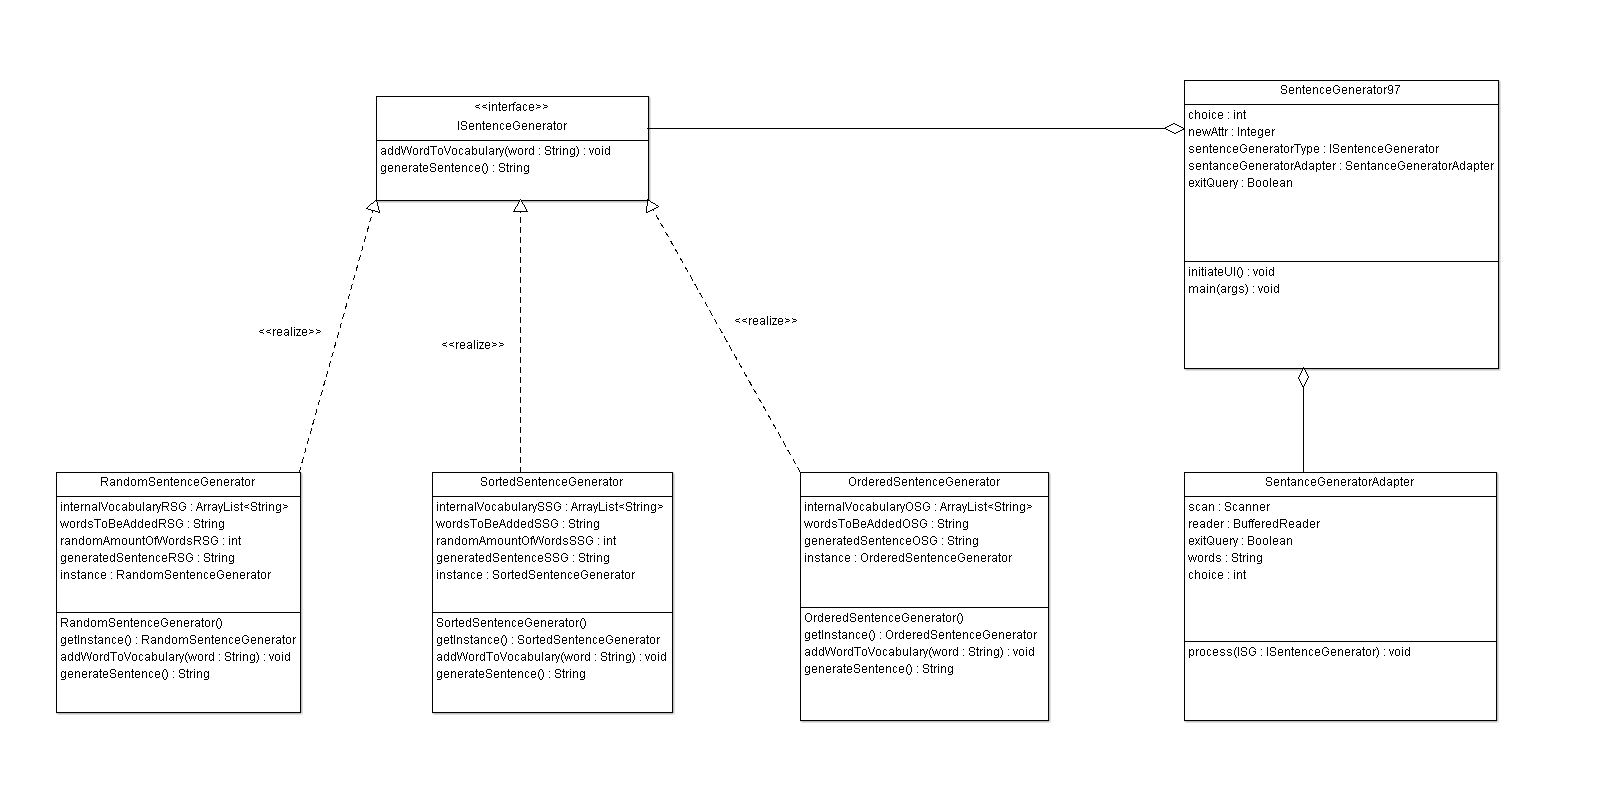 <<interface>>
ISentenceGenerator
addWordToVocabulary(word : String) : void
generateSentence() : String
SentenceGenerator97
choice : int
newAttr : Integer
sentenceGeneratorType : ISentenceGenerator
sentanceGeneratorAdapter : SentanceGeneratorAdapter
exitQuery : Boolean
initiateUI() : void
main(args) : void
<<realize>>
<<realize>>
<<realize>>
RandomSentenceGenerator
internalVocabularyRSG : ArrayList<String>
wordsToBeAddedRSG : String
randomAmountOfWordsRSG : int
generatedSentenceRSG : String
instance : RandomSentenceGenerator
RandomSentenceGenerator()
getInstance() : RandomSentenceGenerator
addWordToVocabulary(word : String) : void
generateSentence() : String
SortedSentenceGenerator
internalVocabularySSG : ArrayList<String>
wordsToBeAddedSSG : String
randomAmountOfWordsSSG : int
generatedSentenceSSG : String
instance : SortedSentenceGenerator
SortedSentenceGenerator()
getInstance() : SortedSentenceGenerator
addWordToVocabulary(word : String) : void
generateSentence() : String
OrderedSentenceGenerator
internalVocabularyOSG : ArrayList<String>
wordsToBeAddedOSG : String
generatedSentenceOSG : String
instance : OrderedSentenceGenerator
OrderedSentenceGenerator()
getInstance() : OrderedSentenceGenerator
addWordToVocabulary(word : String) : void
generateSentence() : String
SentanceGeneratorAdapter
scan : Scanner
reader : BufferedReader
exitQuery : Boolean
words : String
choice : int
process(ISG : ISentenceGenerator) : void